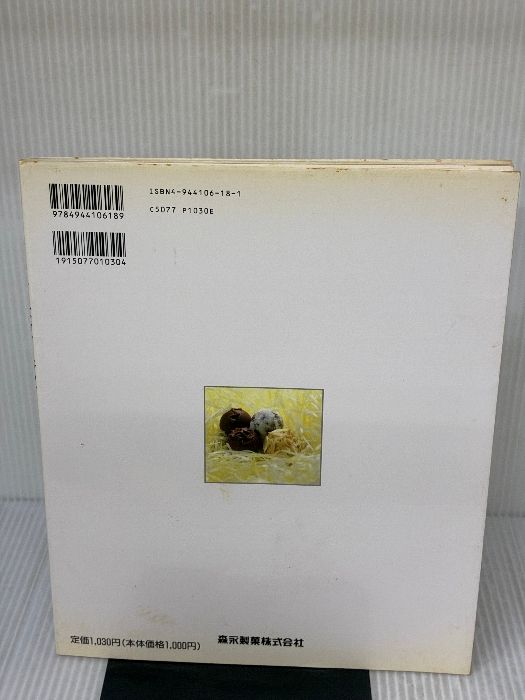 9784944106189
ISBN4-944106-18-1
C5077 P1030E
1915077010304
定価1,030円(本体価格1,000円)
森永製菓株式会社